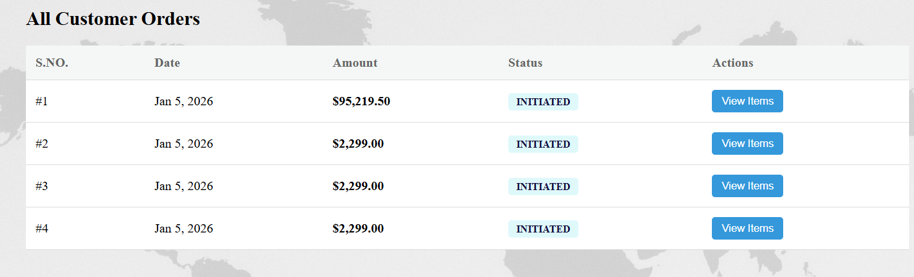 All Customer Orders
S.NO. Date Amount Status Actions
#1 Jan 5, 2026 $95,219.50 INITIATED View Items
#2 Jan 5, 2026 $2,299.00 INITIATED View Items
#3 Jan 5, 2026 $2,299.00 INITIATED View Items
#4 Jan 5, 2026 $2,299.00 INITIATED View Items